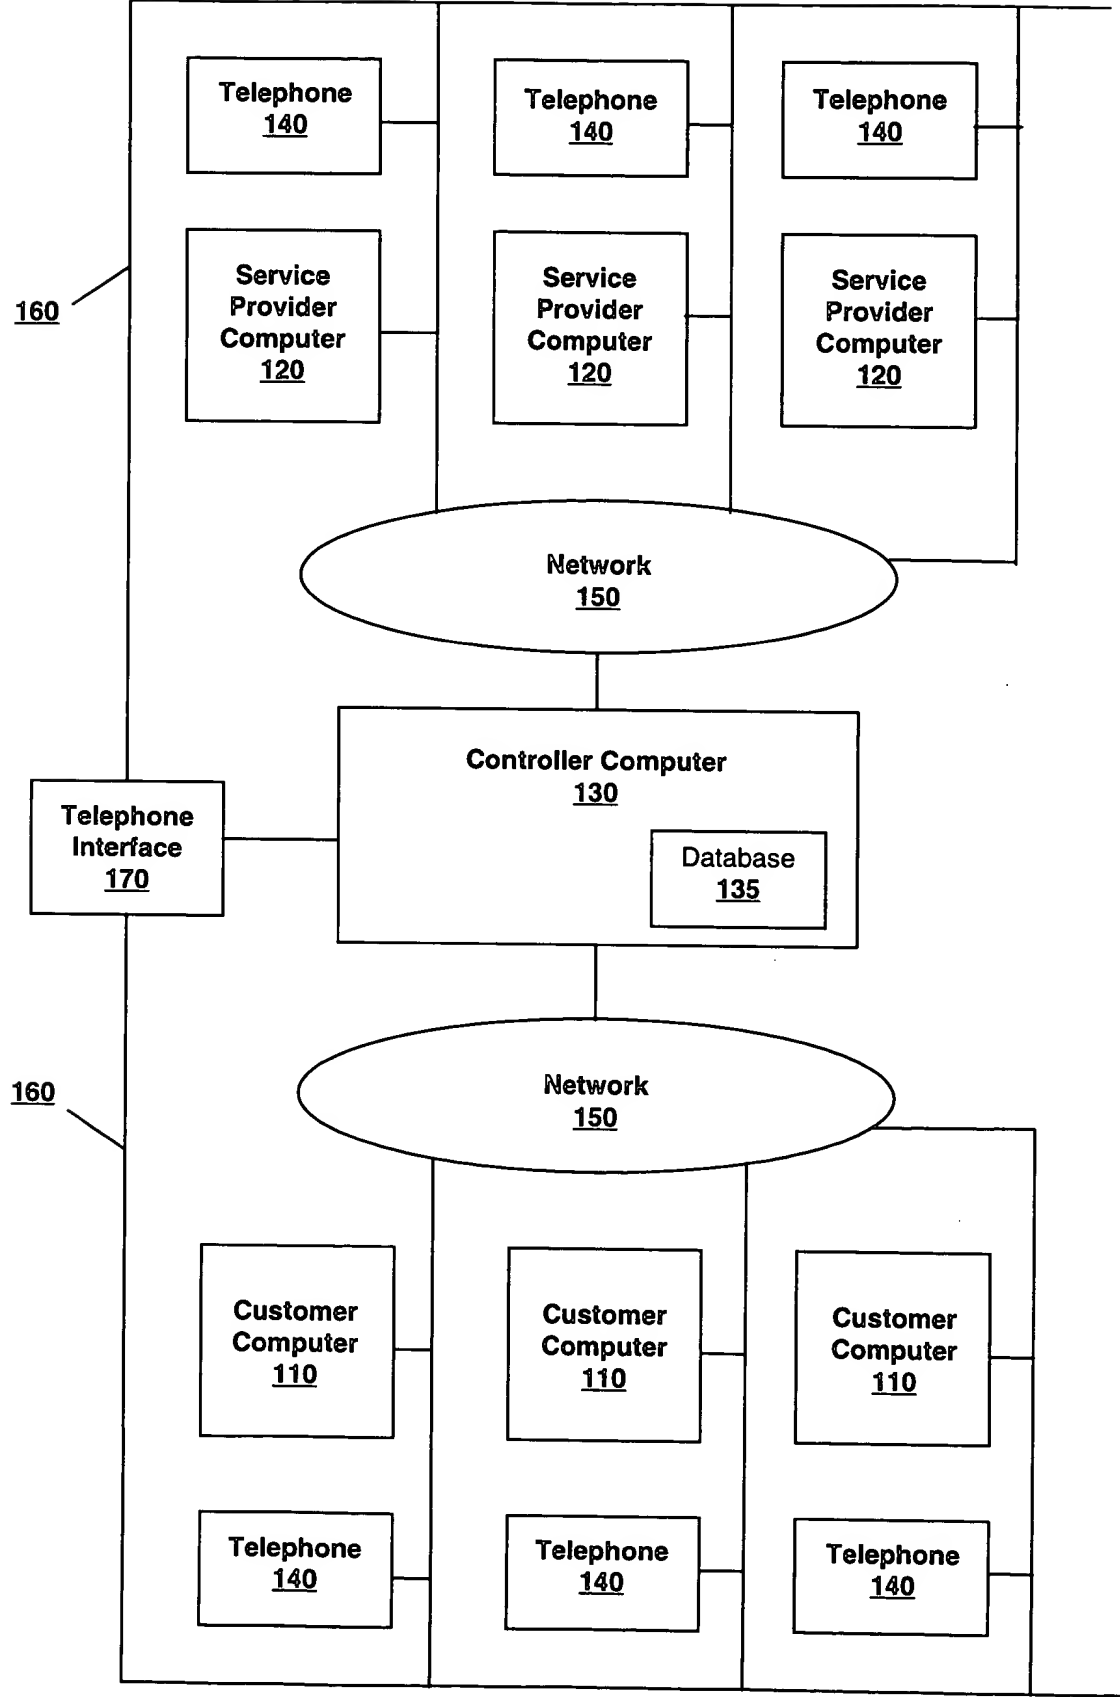 Telephone
140
Telephone
140
Telephone
140
160
Service
Provider
Computer
120
Service
Provider
Computer
120
Service
Provider
Computer
120
Network
150
Controller Computer
130
Telephone
Interface
170
Database
135
160
Network
150
Customer
Computer
110
Customer
Computer
110
Customer
Computer
110
Telephone
140
Telephone
140
Telephone
140